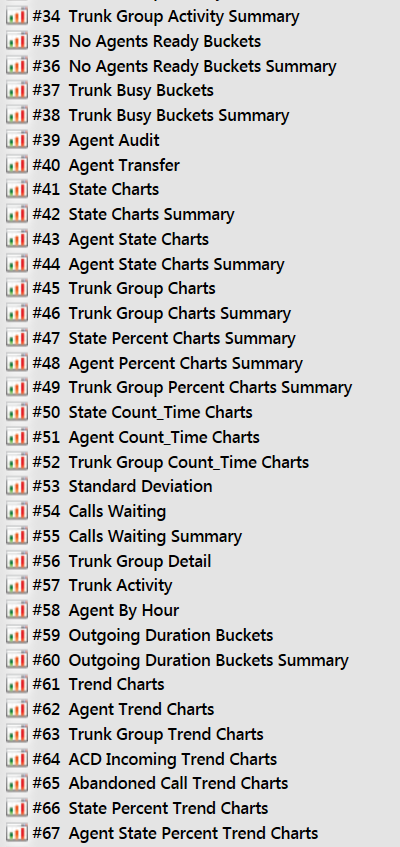 #34 Trunk Group Activity Summary
#35 No Agents Ready Buckets
#36 No Agents Ready Buckets Summary
#37 Trunk Busy Buckets
#38 Trunk Busy Buckets Summary
#39 Agent Audit
#40 Agent Transfer
#41 State Charts
#42 State Charts Summary
#43 Agent State Charts
#44 Agent State Charts Summary
#45 Trunk Group Charts
#46 Trunk Group Charts Summary
#47 State Percent Charts Summary
#48 Agent Percent Charts Summary
#49 Trunk Group Percent Charts Summary
#50 State Count_Time Charts
#51 Agent Count_Time Charts
#52 Trunk Group Count_Time Charts
#53 Standard Deviation
#54 Calls Waiting
#55 Calls Waiting Summary
#56 Trunk Group Detail
#57 Trunk Activity
#58 Agent By Hour
#59 Outgoing Duration Buckets
#60 Outgoing Duration Buckets Summary
#61 Trend Charts
#62 Agent Trend Charts
#63 Trunk Group Trend Charts
#64 ACD Incoming Trend Charts
#65 Abandoned Call Trend Charts
#66 State Percent Trend Charts
#67 Agent State Percent Trend Charts